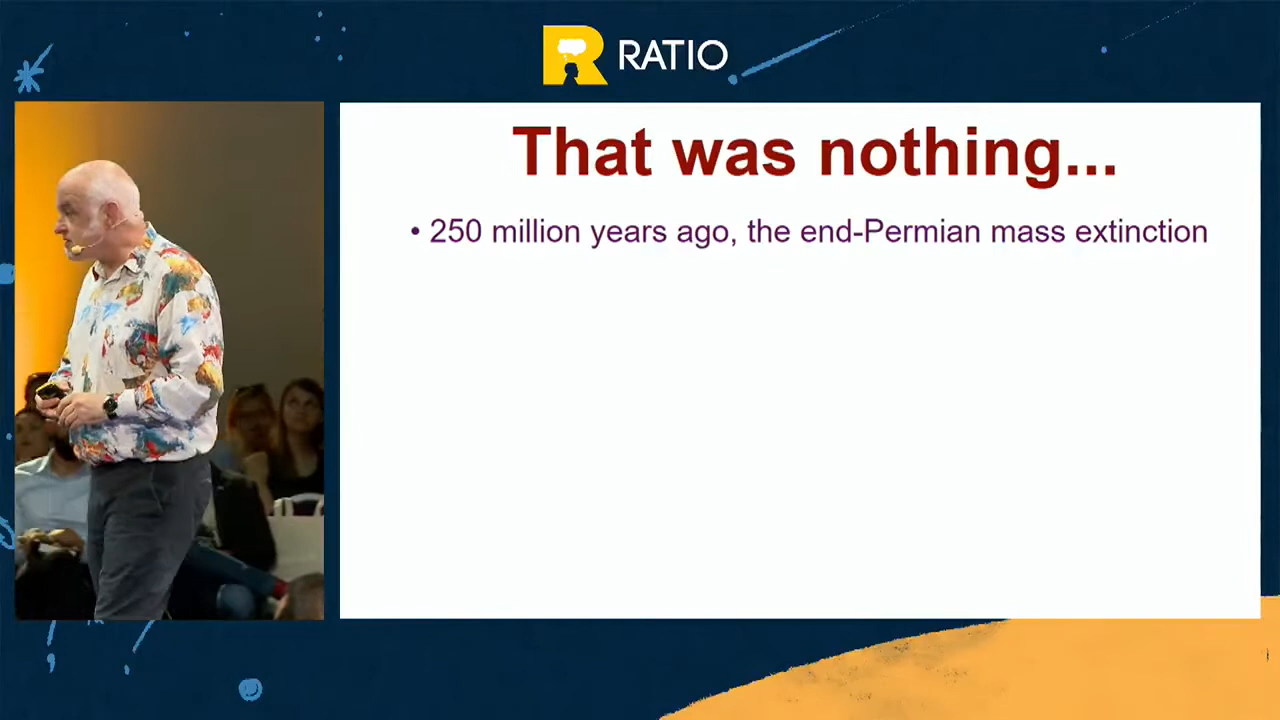 RATIO
That was nothing...
• 250 million years ago, the end-Permian mass extinction